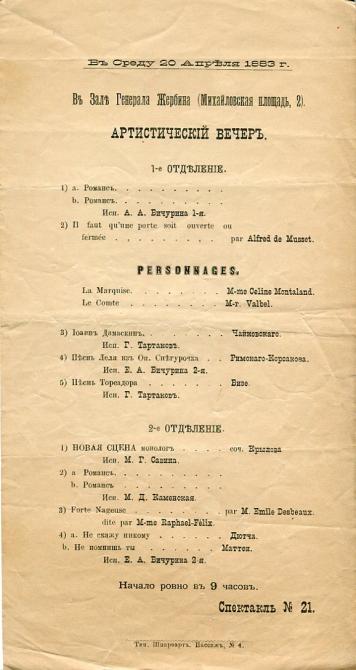 Въ Среду 20 Апрѣля 1883 г.
Въ Залѣ Генерала Жербина (Михайловская площадь, 2).
АРТИСТИЧЕСКІЙ ВЕЧЕРЪ.
1-е ОТДѢЛЕНІЕ.
1) a. Романсъ. . . . . . . . . .
b. Романсъ. . . . . . . . . .
Исп. А. А. Бичурина 1-я.
2) Il faut qu'une porte soit ouverte ou
fermée . . . . . . . . . par Alfred de Musset.
PERSONNAGES.
La Marquise. . . . . . . . M-me Celine Montaland.
Le Comte . . . . . . . . M-r. Valbel.
3) Іоаннъ Дамаскинъ. . . . . . . Чайковскаго.
Исп. Г. Тартаковъ.
4) Пѣснь Леля изъ Оп. Снѣгурочка . . Римскаго-Корсакова.
Исп. Е. А. Бичурина 2-я.
5) Пѣснь Тореадора . . . . . . Бизе.
Исп. Г. Тартаковъ.
2-е ОТДѢЛЕНІЕ.
1) НОВАЯ СЦЕНА монологъ . . . . соч. Крылова
Исп. М. Г. Савина.
2) a Романсъ. . . . . . . . . .
b. Романсъ . . . . . . . . .
Исп. М. Д. Каменская.
3) Forte Nageuse . . . . . . par M. Emile Desbeaux.
dite par M-me Raphael-Félix.
4) a. Не скажу никому . . . . . . Дютча.
b. Не помнишь ты . . . . . . Маттеи.
Исп. Е. А. Бичурина 2-я.
Начало ровно въ 9 часовъ.
Спектакль № 21.
Тип. Шпарвартъ. Пассажъ, № 4.